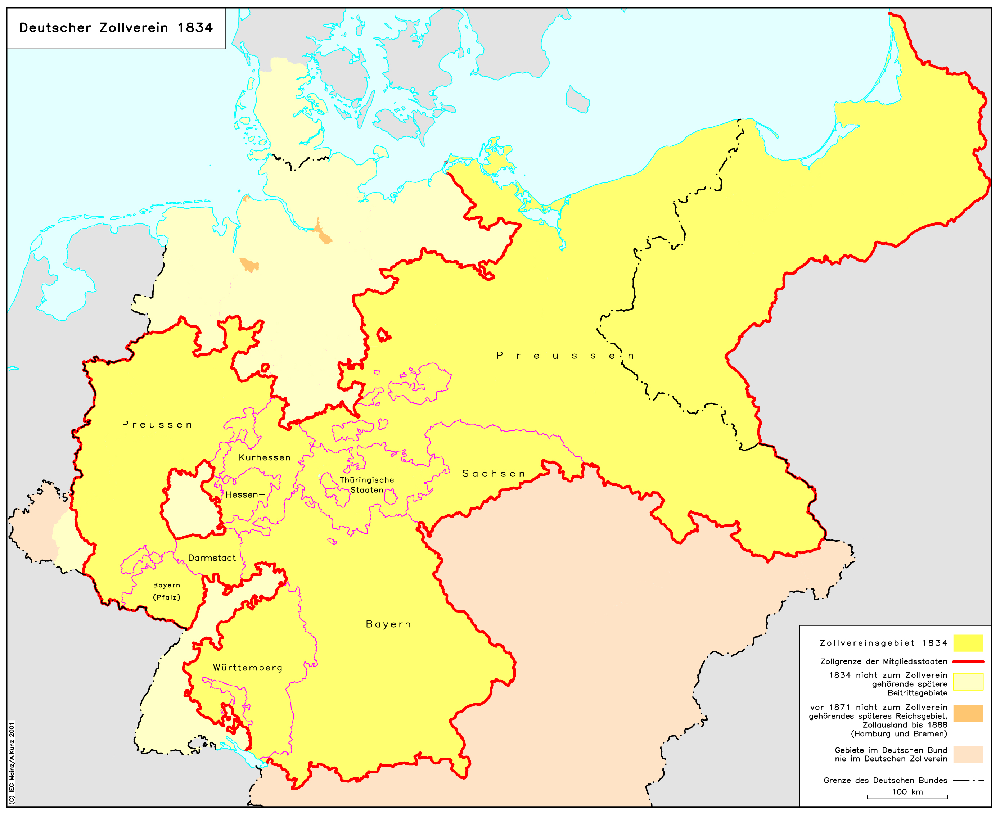 Deutscher Zollverein 1834
Preussen
Preussen
Kurhessen
Sachsen
Thüringische
Staaten
Hessen–
Darmstadt
Bayern
(Pfalz)
Bayern
Württemberg
Zollvereinsgebiet 1834
Zollgrenze der Mitgliedsstaaten
1834 nicht zum Zollverein
gehörende spätere
Beitrittsgebiete
vor 1871 nicht zum Zollverein
gehörendes späteres Reichsgebiet,
Zollausland bis 1888
(Hamburg und Bremen)
Gebiete im Deutschen Bund
nie im Deutschen Zollverein
Grenze des Deutschen Bundes
100 km
(C) IEG Mainz/A.Kunz 2001